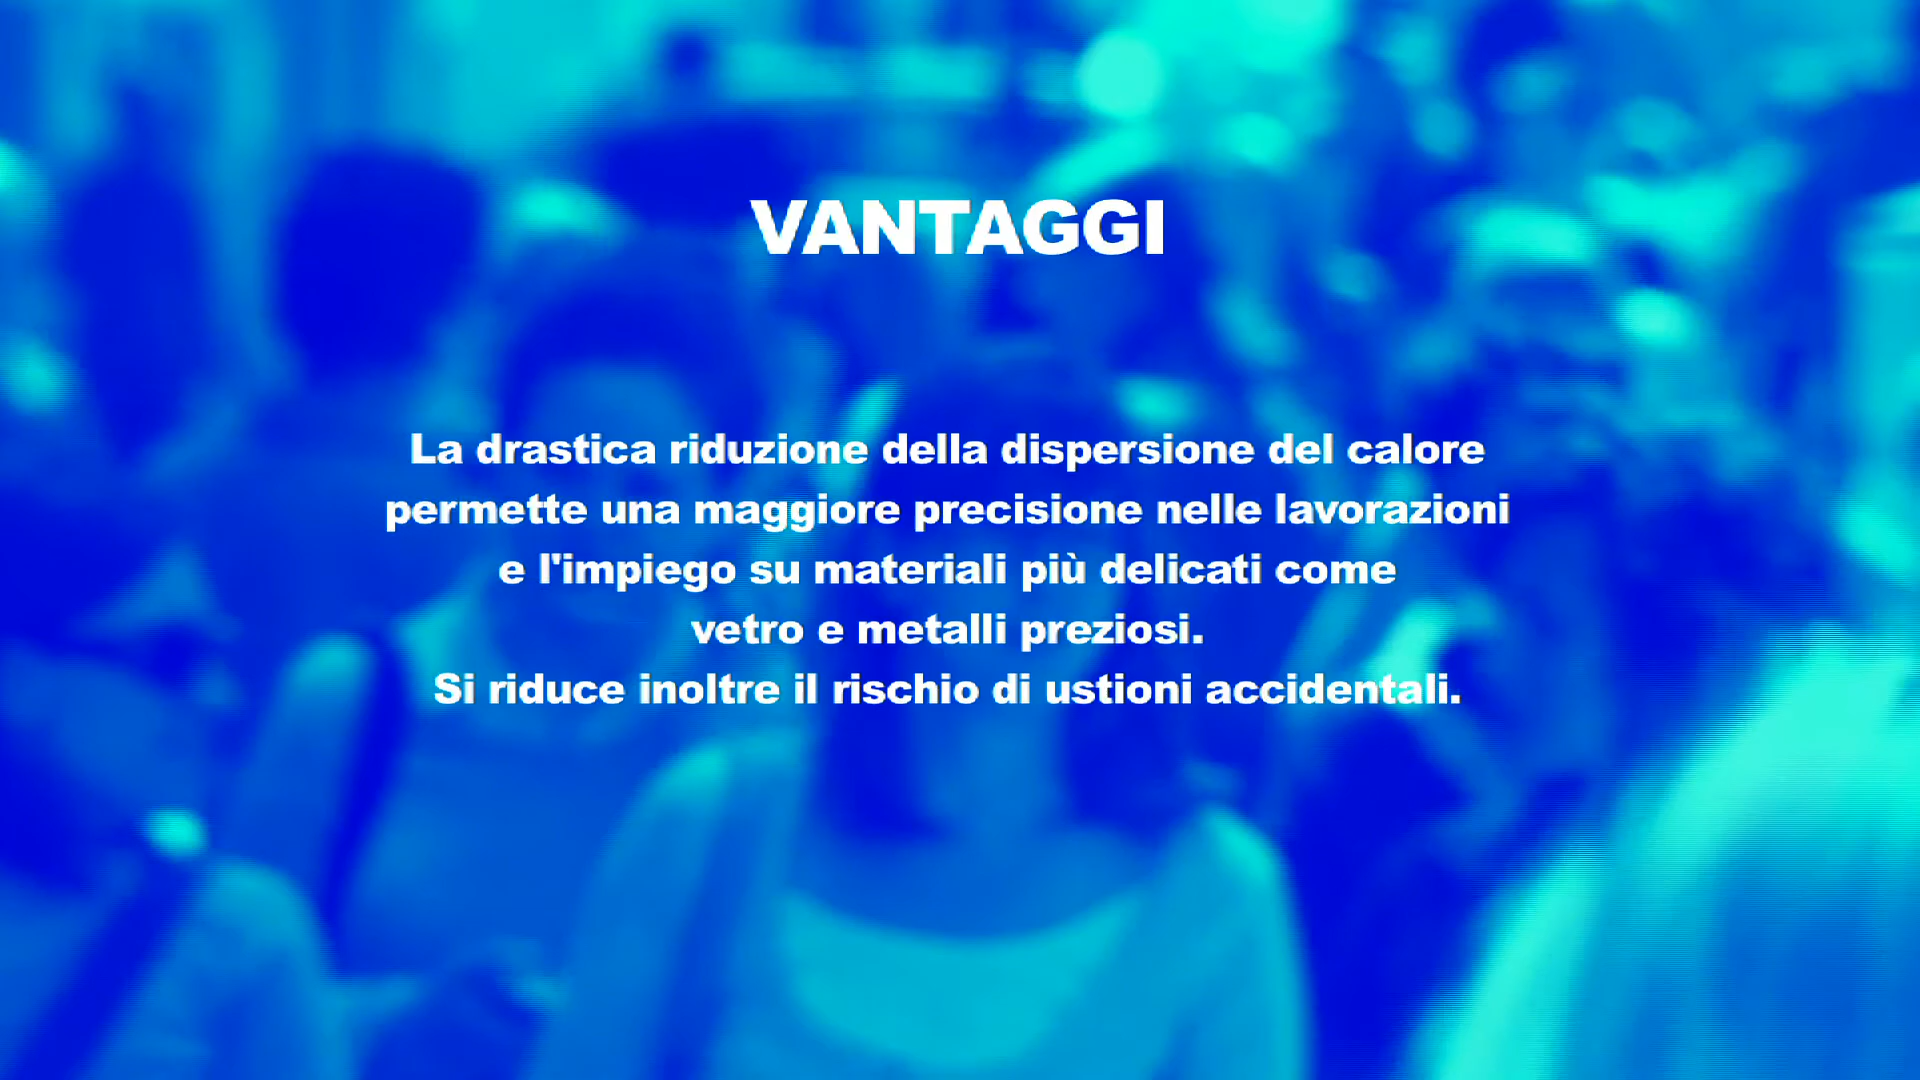 VANTAGGI
La drastica riduzione della dispersione del calore
permette una maggiore precisione nelle lavorazioni
e l'impiego su materiali più delicati come
vetro e metalli preziosi.
Si riduce inoltre il rischio di ustioni accidentali.